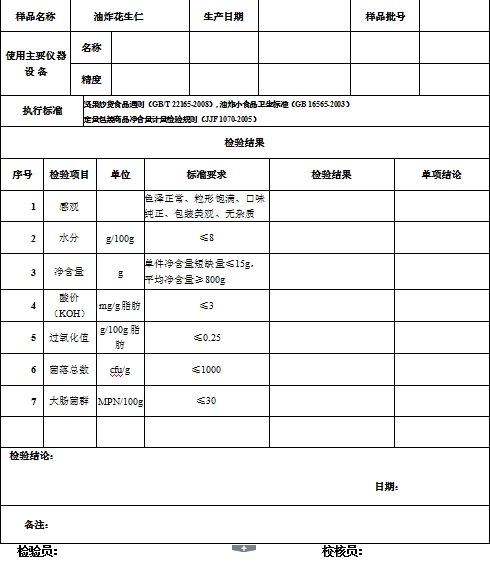 样品名称 油炸花生仁 生产日期 样品批号
使用主要仪器设备 名称
精度
执行标准 坚果炒货食品通则（GB/T 22165-2008）, 油炸小食品卫生标准（GB 16565-2003）
定量包装商品净含量计量检验规则（JJF 1070-2005）
检验结果
序号 检验项目 单位 标准要求 检验结果 单项结论
1 感观 色泽正常、粒形饱满、口味
纯正、包装美观、无杂质
2 水分 g/100g ≤8
3 净含量 g 单件净含量短缺量≤15g,
平均净含量≥800g
4 酸价
（KOH） mg/g脂肪 ≤3
5 过氧化值 g/100g 脂
肪 ≤0.25
6 菌落总数 cfu/g ≤1000
7 大肠菌群 MPN/100g ≤30
检验结论：
日期：
备注：
检验员： 校核员：